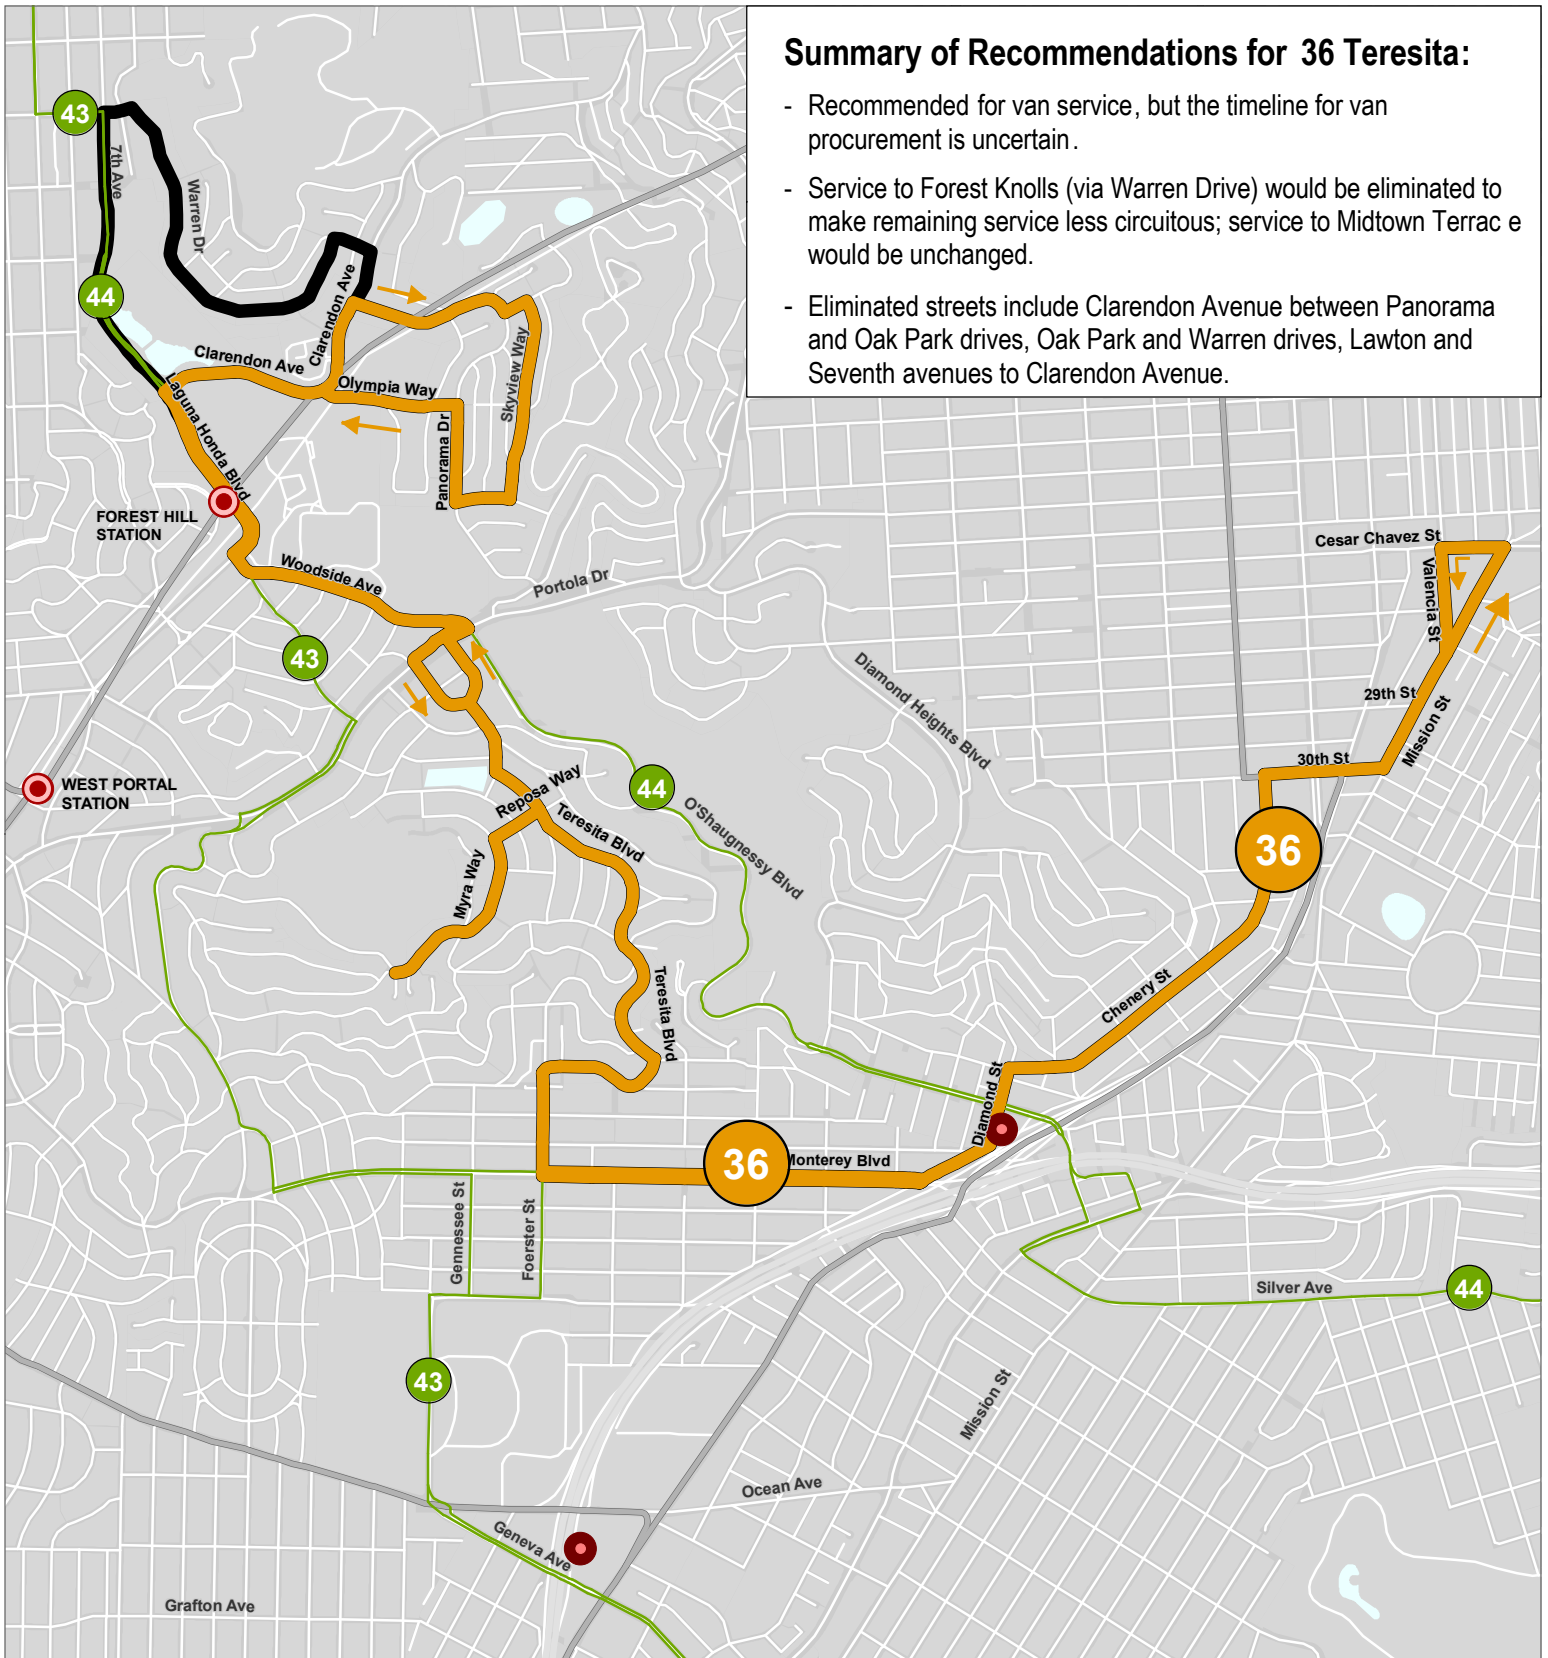 Summary of Recommendations for 36 Teresita:
- Recommended for van service, but the timeline for van
procurement is uncertain.
- Service to Forest Knolls (via Warren Drive) would be eliminated to
make remaining service less circuitous; service to Midtown Terrac e
would be unchanged.
- Eliminated streets include Clarendon Avenue between Panorama
and Oak Park drives, Oak Park and Warren drives, Lawton and
Seventh avenues to Clarendon Avenue.
43
7th Ave
Warren Dr
44
Clarendon Ave
Clarendon Ave
Olympia Way
Skyview Way
Panorama Dr
Laguna Honda Blvd
FOREST HILL
STATION
Woodside Ave
Portola Dr
Cesar Chavez St
Valencia St
43
Diamond Heights Blvd
29th St
Mission St
30th St
WEST PORTAL
STATION
44
Reposa Way
Teresita Blvd
O'Shaugnessy Blvd
36
Myra Way
Teresita Blvd
Chenery St
Diamond St
36
Monterey Blvd
Gennessee St
Foerster St
Silver Ave
44
43
Mission St
Ocean Ave
Geneva Ave
Grafton Ave